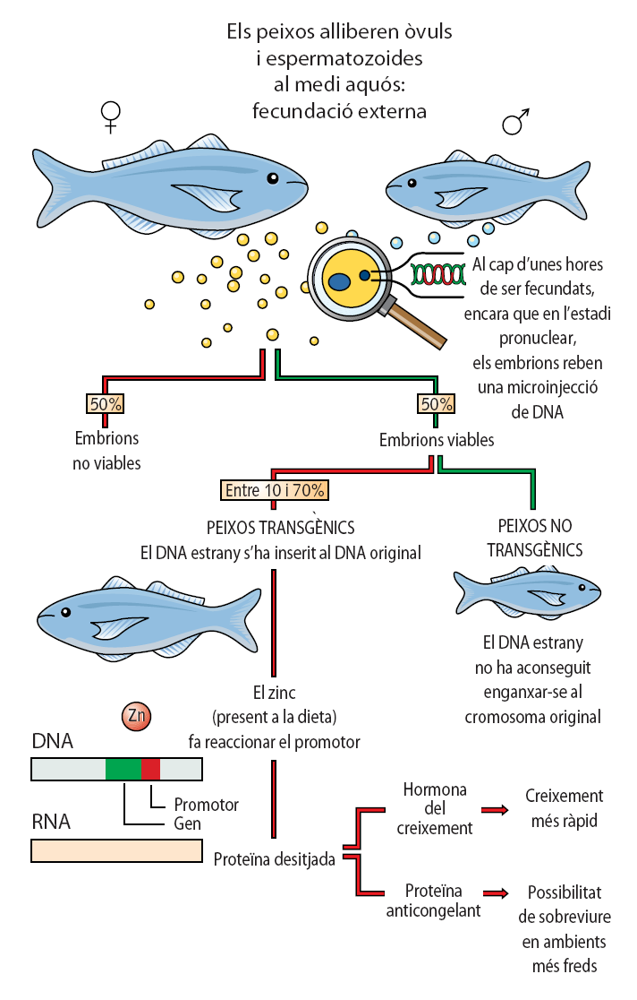 Els peixos alliberen òvuls
i espermatozoides
al medi aquós:
fecundació externa
♀
♂
Al cap d'unes hores
de ser fecundats,
encara que en l'estadi
pronuclear,
els embrions reben
una microinjecció
de DNA
50%
Embrions
no viables
50%
Embrions viables
Entre 10 i 70%
PEIXOS TRANSGÈNICS
El DNA estrany s'ha inserit al DNA original
PEIXOS NO
TRANSGÈNICS
El DNA estrany
no ha aconseguit
enganxar-se al
cromosoma original
El zinc
(present a la dieta)
fa reaccionar el promotor
Zn
DNA
Promotor
Gen
RNA
Proteïna desitjada
Hormona
del
creixement
Creixement
més ràpid
Proteïna
anticongelant
Possibilitat
de sobreviure
en ambients
més freds